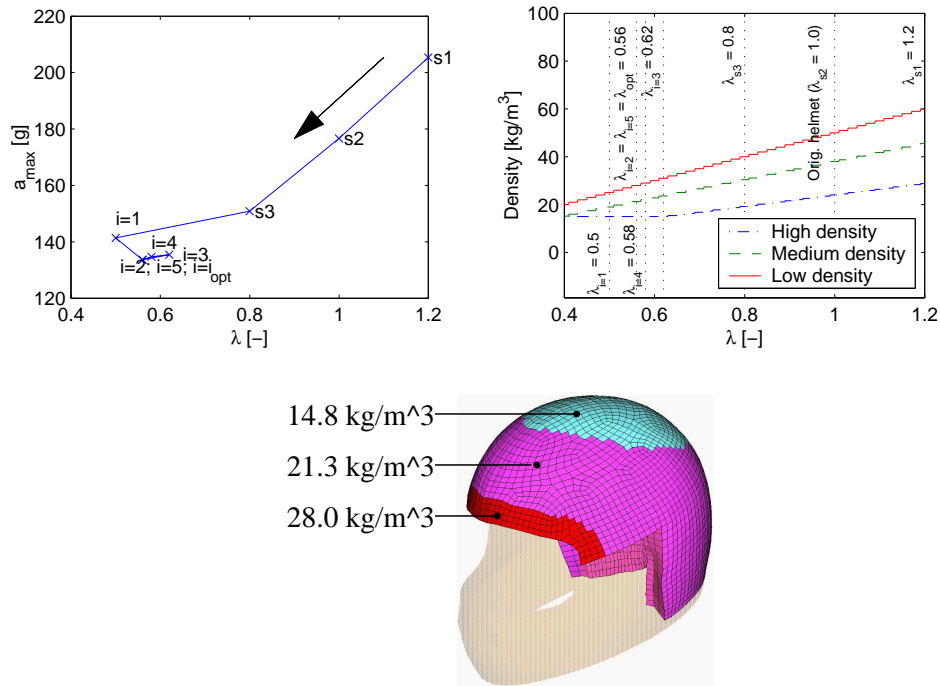 220
200
180
160
140
120
a_max [g]
s1
s2
s3
i=1
i=4
i=3
i=2; i=5; i=i_opt
0.4
0.6
0.8
1
1.2
λ [−]
100
80
60
40
20
0
Density [kg/m^3]
λ_i=2 = λ_i=5 = λ_opt = 0.56
λ_i=3 = 0.62
λ_s3 = 0.8
Orig. helmet (λ_s2 = 1.0)
λ_s1 = 1.2
λ_i=1 = 0.5
λ_i=4 = 0.58
High density
Medium density
Low density
0.4
0.6
0.8
1
1.2
λ [−]
14.8 kg/m^3
21.3 kg/m^3
28.0 kg/m^3